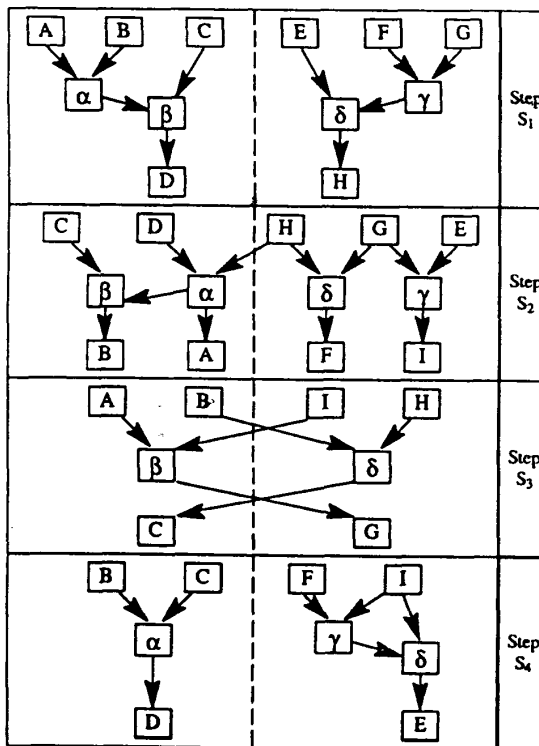 A B C E F G
α γ
β δ
D H
Step S1
C D H G E
β α δ γ
B A F I
Step S2
A B I H
β δ
C G
Step S3
B C F I
α γ
δ
D E
Step S4